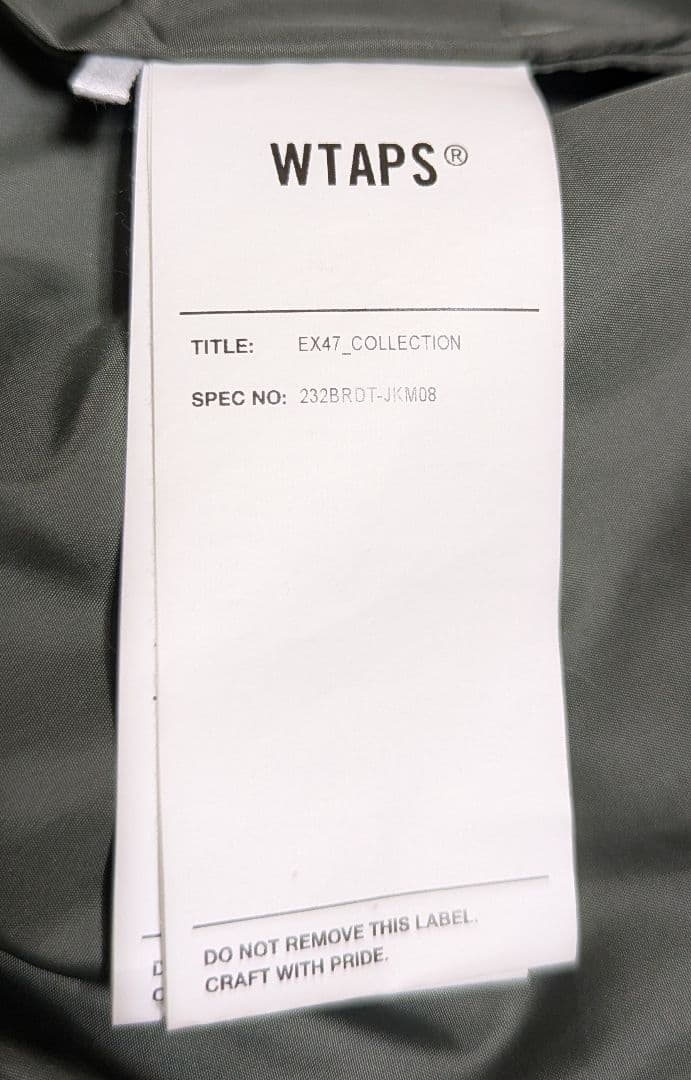 WTAPS®
TITLE: EX47_COLLECTION
SPEC NO: 232BRDT-JKM08
DO NOT REMOVE THIS LABEL.
CRAFT WITH PRIDE.
D
C